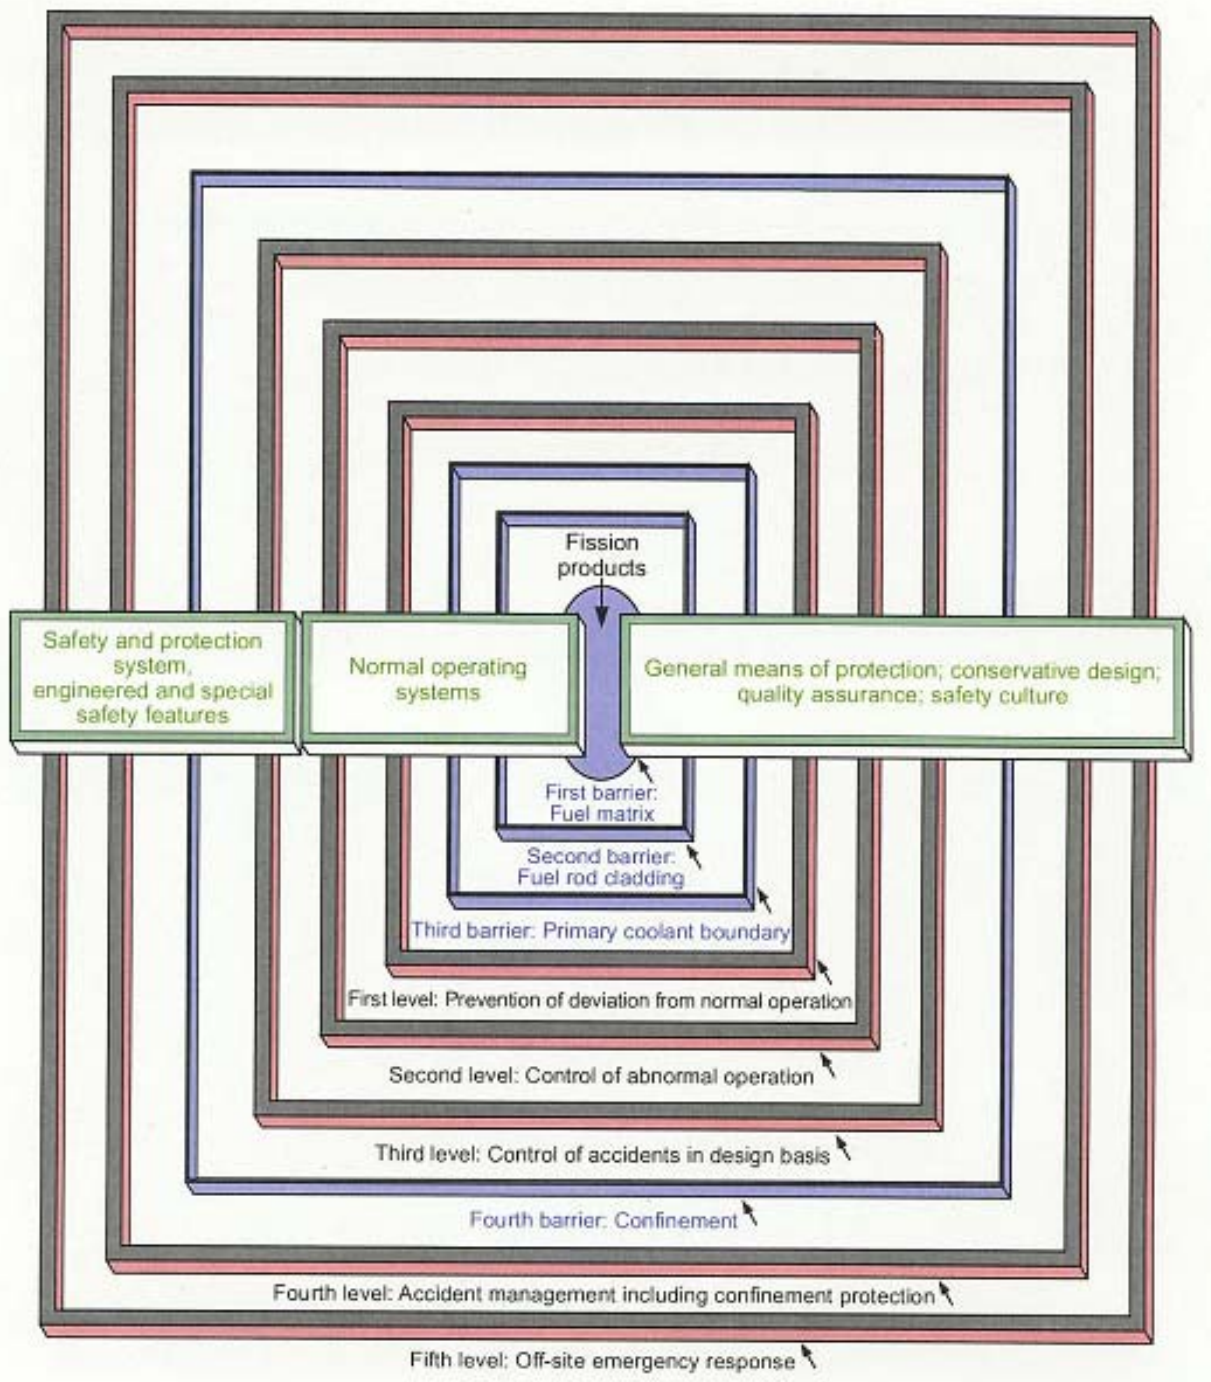 Fission
products
Safety and protection
system,
engineered and special
safety features
Normal operating
systems
General means of protection; conservative design;
quality assurance; safety culture
First barrier:
Fuel matrix
Second barrier:
Fuel rod cladding
Third barrier: Primary coolant boundary
First level: Prevention of deviation from normal operation
Second level: Control of abnormal operation
Third level: Control of accidents in design basis
Fourth barrier: Confinement
Fourth level: Accident management including confinement protection
Fifth level: Off-site emergency response